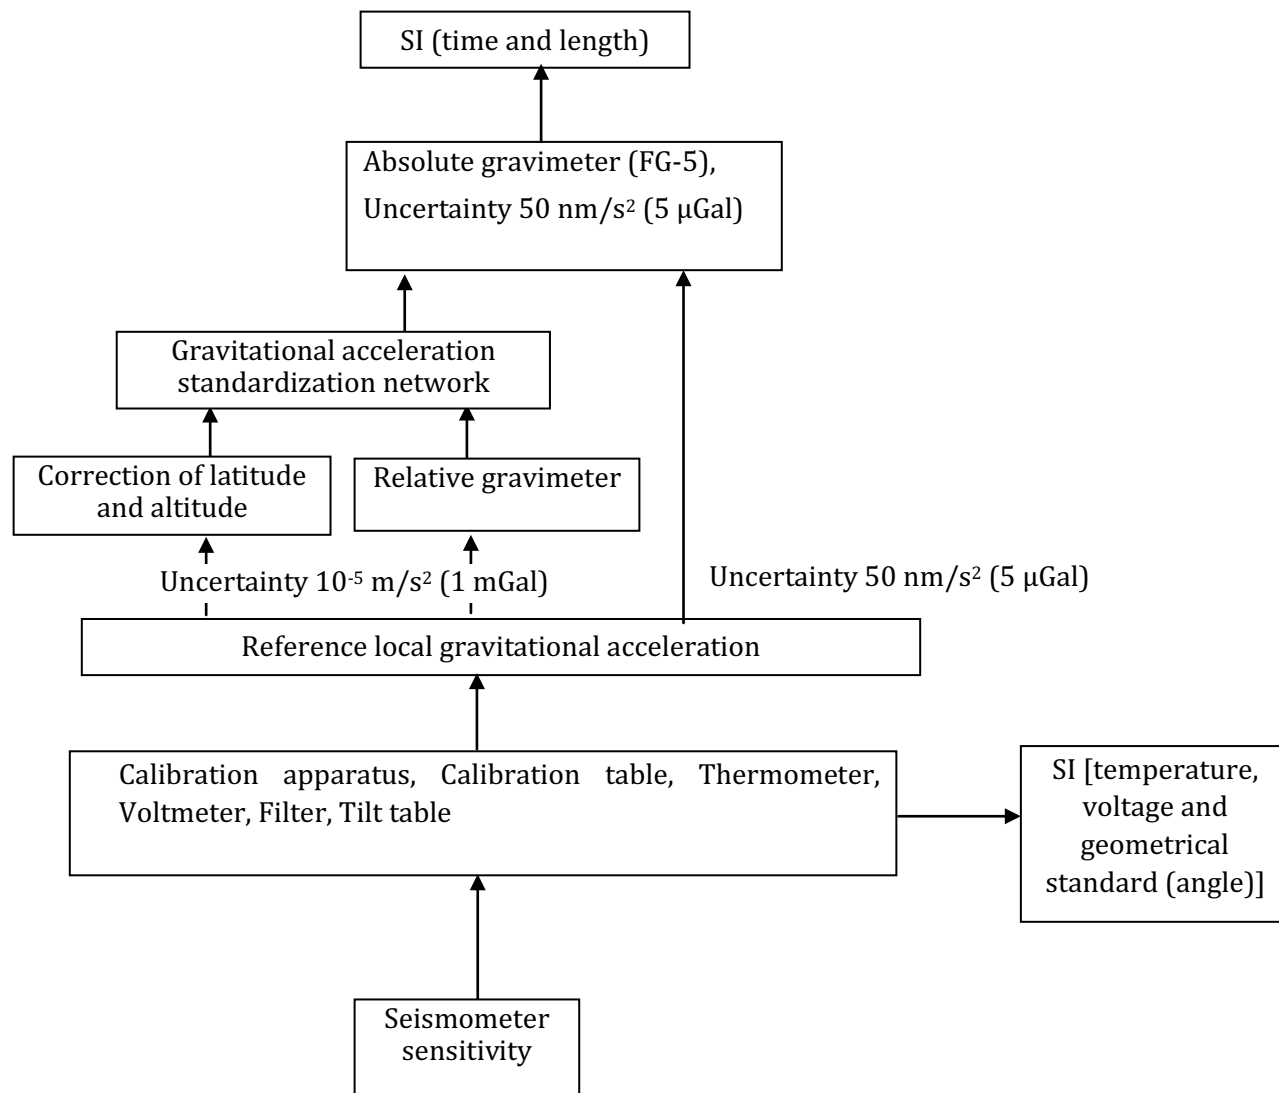 SI (time and length)
Absolute gravimeter (FG-5),
Uncertainty 50 nm/s² (5 µGal)
Gravitational acceleration
standardization network
Correction of latitude
and altitude
Relative gravimeter
Uncertainty 10⁻⁵ m/s² (1 mGal)
Uncertainty 50 nm/s² (5 µGal)
Reference local gravitational acceleration
Calibration apparatus, Calibration table, Thermometer,
Voltmeter, Filter, Tilt table
SI [temperature,
voltage and
geometrical
standard (angle)]
Seismometer
sensitivity